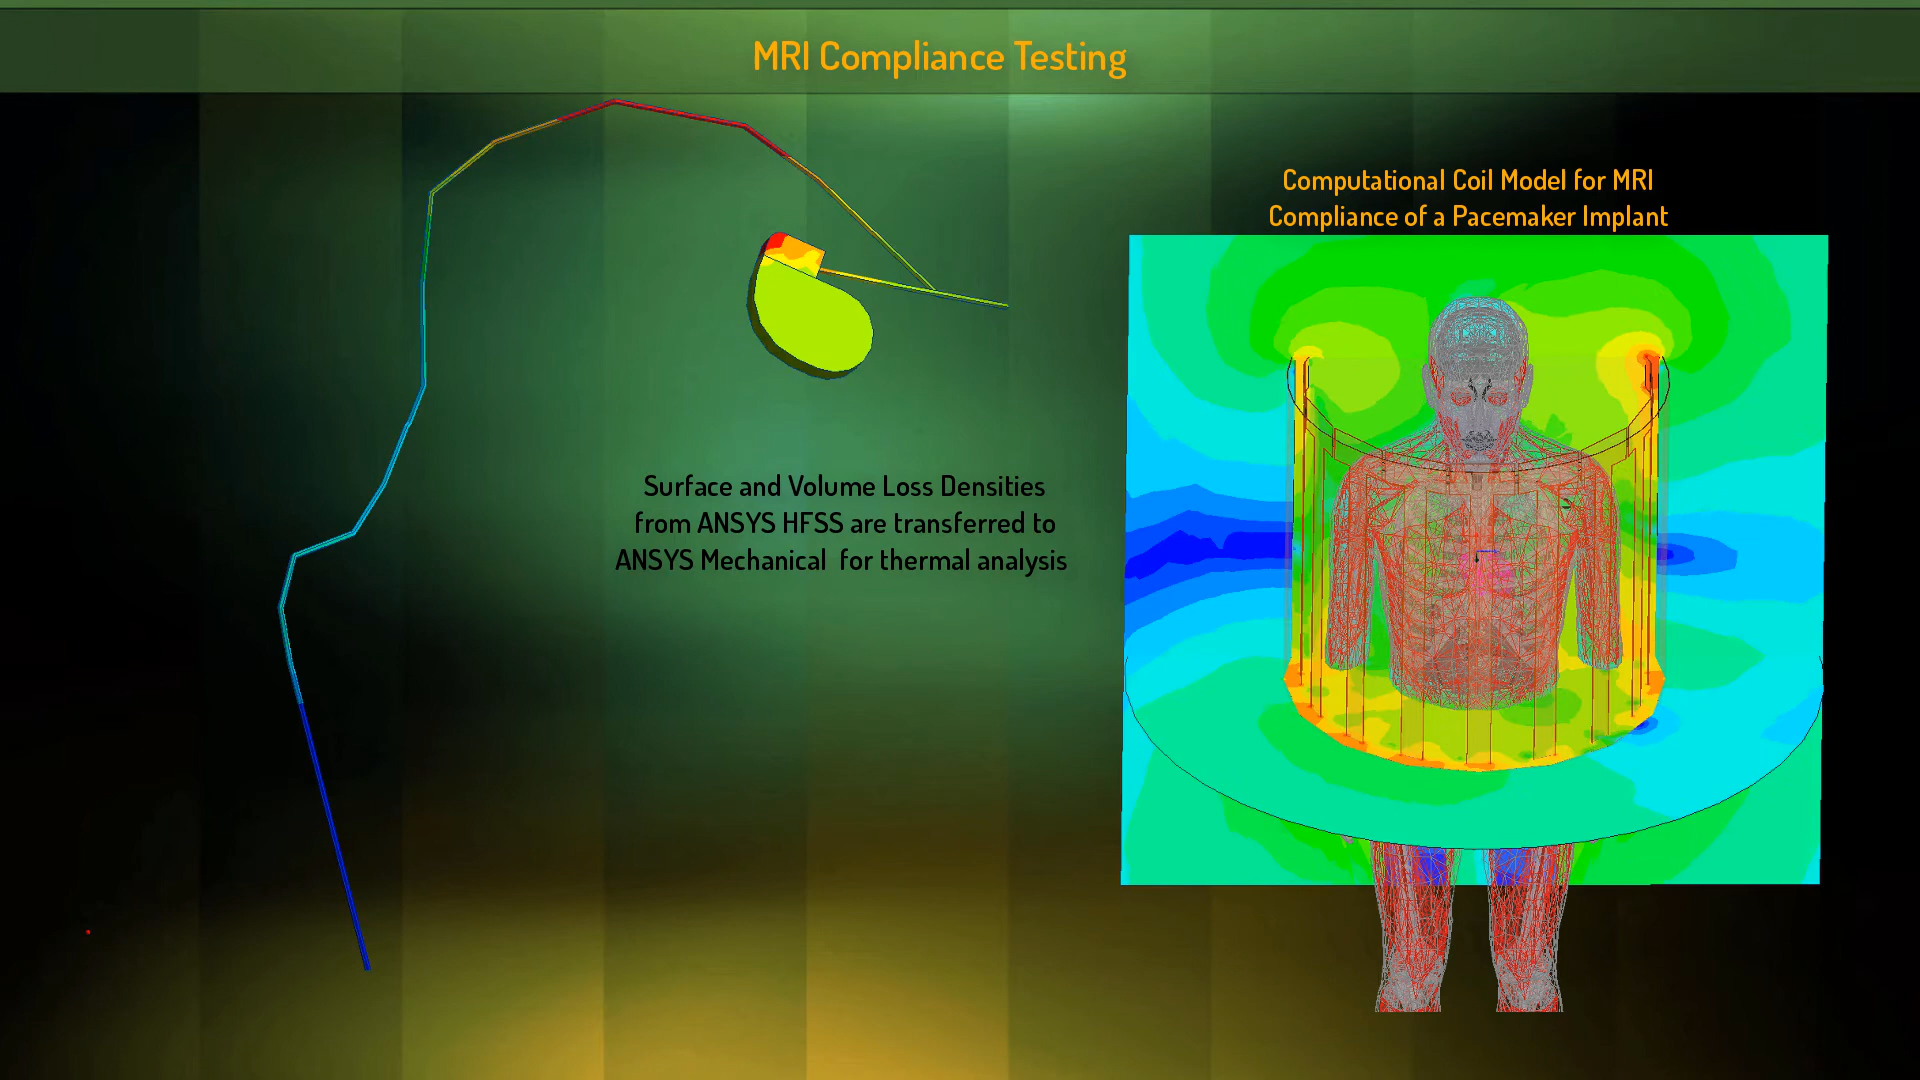 MRI Compliance Testing
Computational Coil Model for MRI
Compliance of a Pacemaker Implant
Surface and Volume Loss Densities
from ANSYS HFSS are transferred to
ANSYS Mechanical for thermal analysis